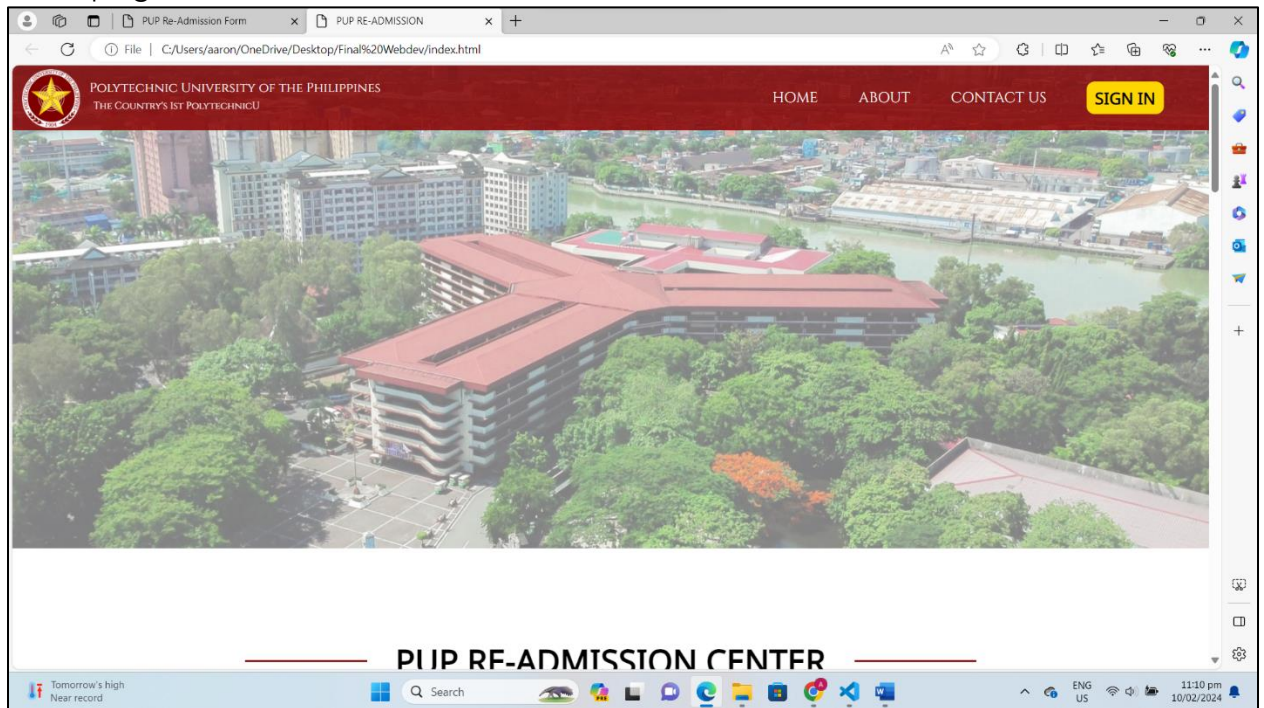 PUP Re-Admission Form
PUP RE-ADMISSION
File | C:/Users/aaron/OneDrive/Desktop/Final%20Webdev/index.html
Polytechnic University of the Philippines
The Country's 1st PolytechnicU
HOME ABOUT CONTACT US SIGN IN
PUP RE-ADMISSION CENTER
Tomorrow's high
Near record
Search
PRE
ENG
US
11:10 pm
10/02/2024